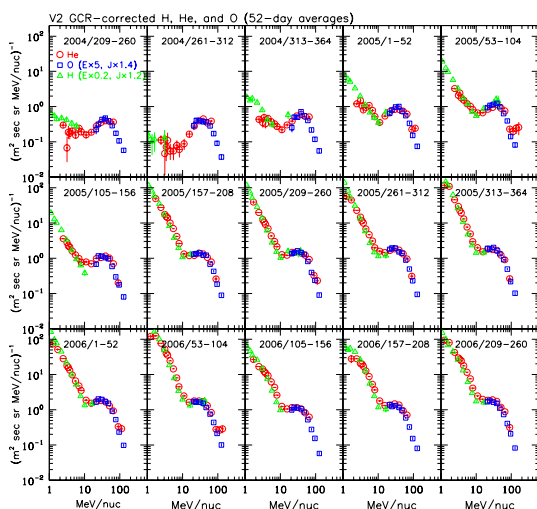 V2 GCR-corrected H, He, and O (52-day averages)
2004/209-260 2004/261-312 2004/313-364 2005/1-52 2005/53-104
He
O (E×5, J×1.4)
H (E×0.2, J×1.2)
(m² sec sr MeV/nuc)⁻¹
10² 10¹ 10⁰ 10⁻¹ 10⁻²
2005/105-156 2005/157-208 2005/209-260 2005/261-312 2005/313-364
(m² sec sr MeV/nuc)⁻¹
10² 10¹ 10⁰ 10⁻¹ 10⁻²
2006/1-52 2006/53-104 2006/105-156 2006/157-208 2006/209-260
(m² sec sr MeV/nuc)⁻¹
10² 10¹ 10⁰ 10⁻¹ 10⁻²
1 10 100 1 10 100 1 10 100 1 10 100 1 10 100
MeV/nuc MeV/nuc MeV/nuc MeV/nuc MeV/nuc